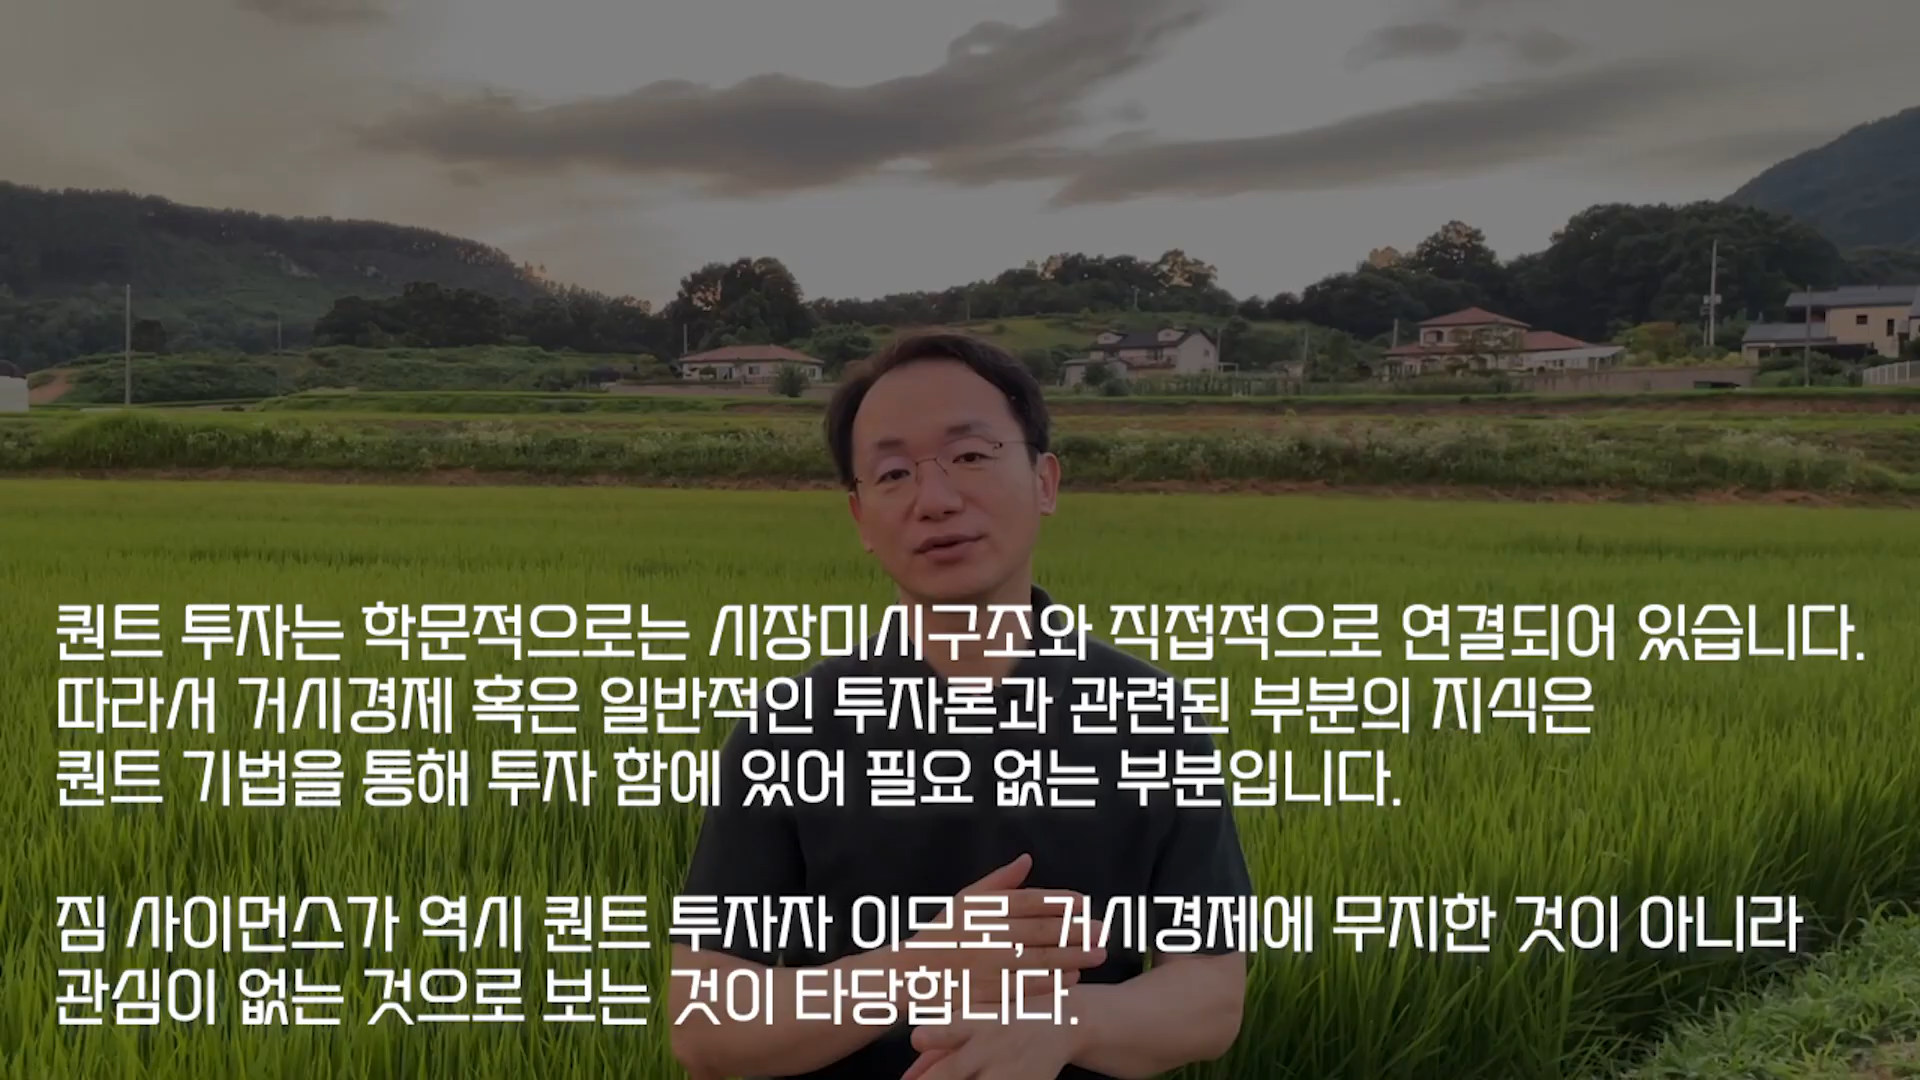 퀀트 투자는 학문적으로는 시장미시구조와 직접적으로 연결되어 있습니다.
따라서 거시경제 혹은 일반적인 투자론과 관련된 부분의 지식은
퀀트 기법을 통해 투자 함에 있어 필요 없는 부분입니다.
짐 사이먼스가 역시 퀀트 투자자 이므로, 거시경제에 무지한 것이 아니라
관심이 없는 것으로 보는 것이 타당합니다.